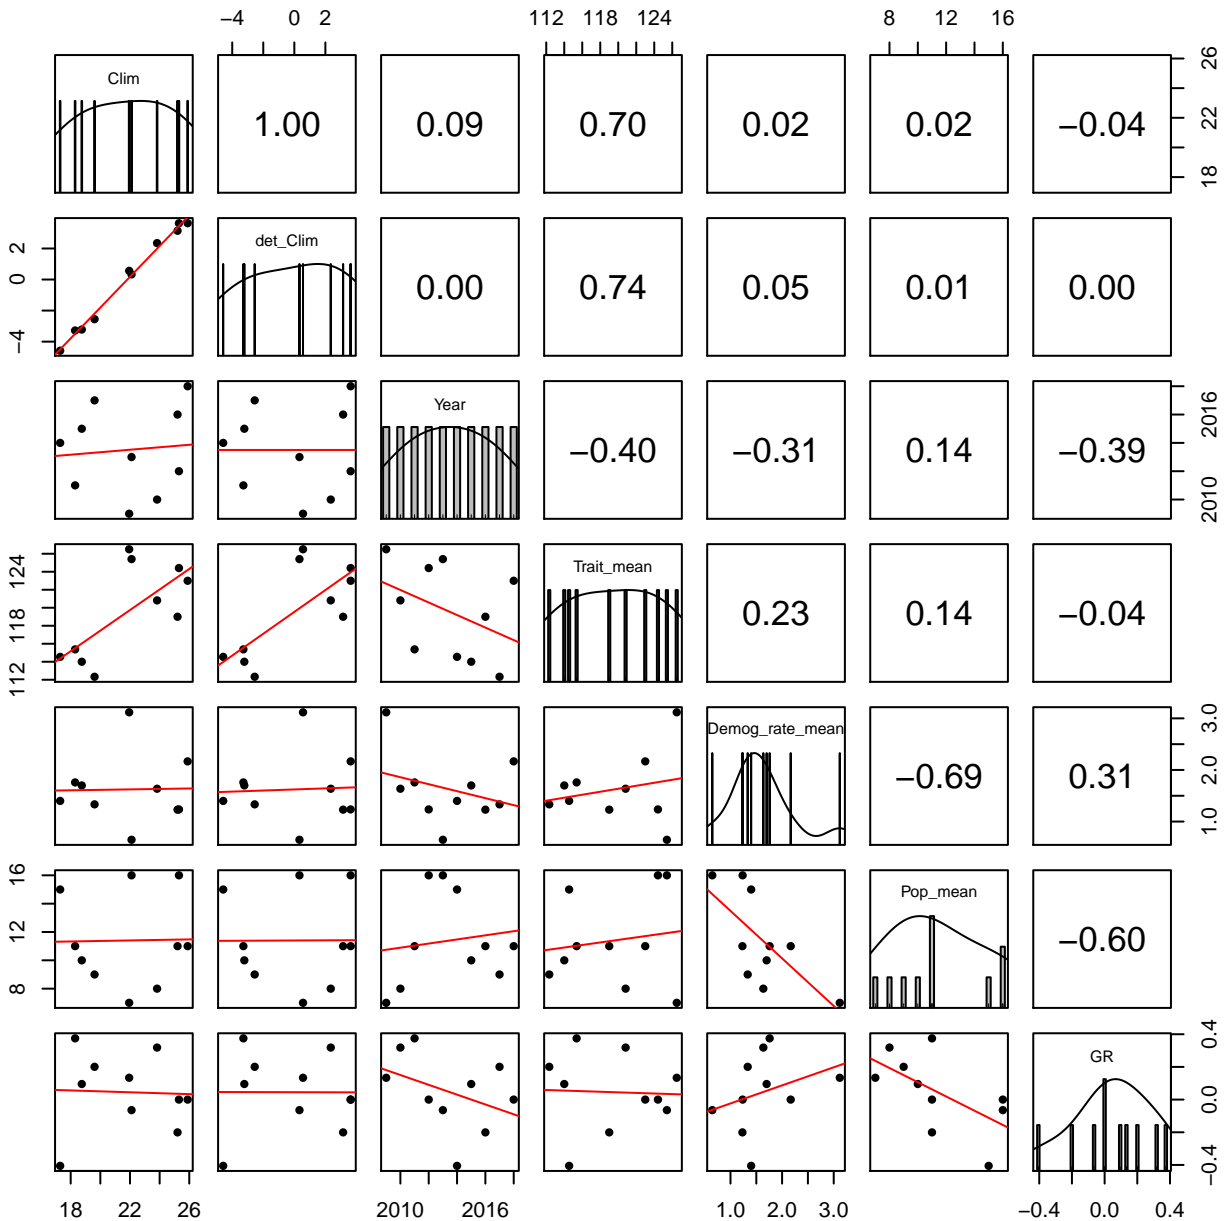 −4 0 2 112 118 124 8 12 16
Clim 1.00 0.09 0.70 0.02 0.02 −0.04 18 22 26
−4 0 2 det_Clim 0.00 0.74 0.05 0.01 0.00
Year −0.40 −0.31 0.14 −0.39 2010 2016
112 118 124 Trait_mean 0.23 0.14 −0.04
Demog_rate_mean −0.69 0.31 1.0 2.0 3.0
8 12 16 Pop_mean −0.60
GR −0.4 0.0 0.4
18 22 26 2010 2016 1.0 2.0 3.0 −0.4 0.0 0.4